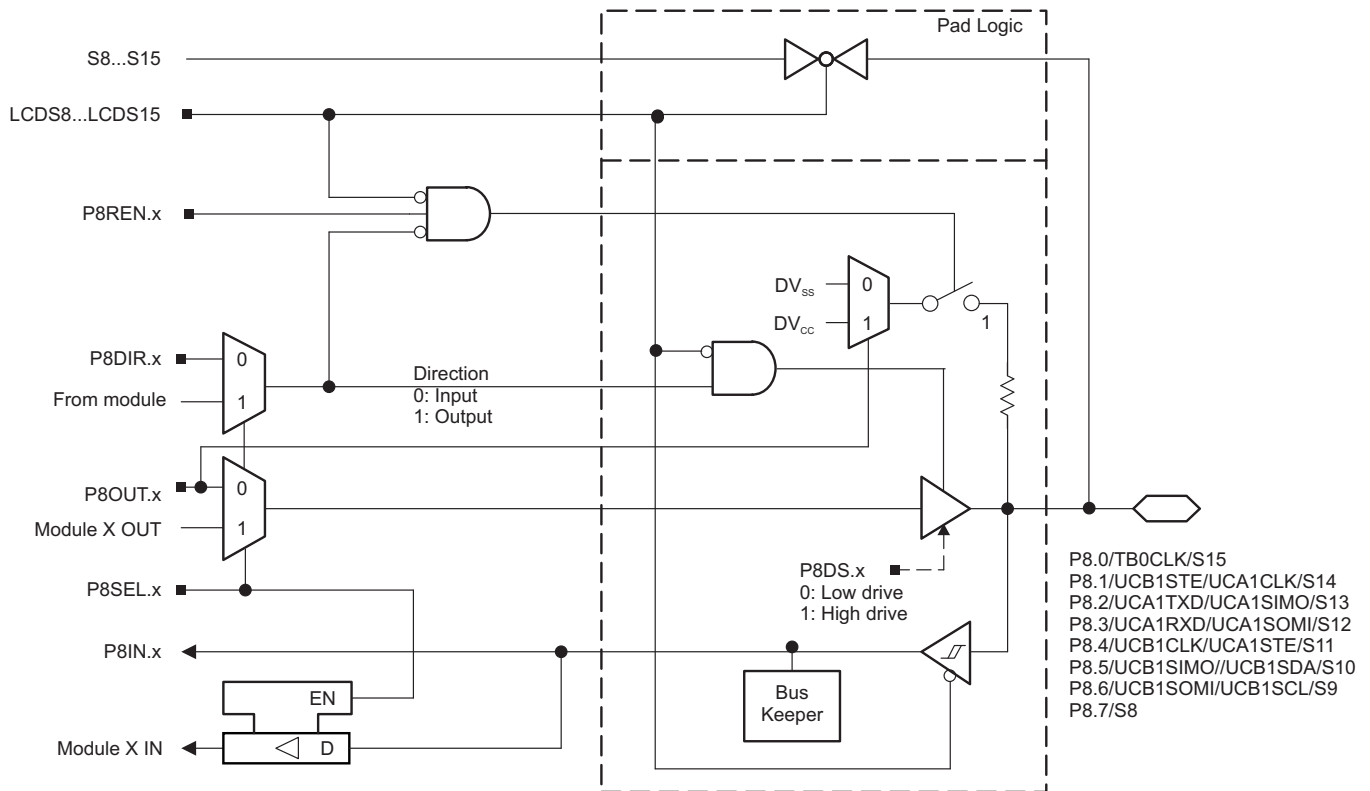 Pad Logic
S8...S15
LCDS8...LCDS15
P8REN.x
DVSS
0
DVCC
1
1
P8DIR.x
0
From module
1
Direction
0: Input
1: Output
P8OUT.x
0
Module X OUT
1
P8SEL.x
P8DS.x
0: Low drive
1: High drive
P8IN.x
EN
Bus
Keeper
Module X IN
D
P8.0/TB0CLK/S15
P8.1/UCB1STE/UCA1CLK/S14
P8.2/UCA1TXD/UCA1SIMO/S13
P8.3/UCA1RXD/UCA1SOMI/S12
P8.4/UCB1CLK/UCA1STE/S11
P8.5/UCB1SIMO//UCB1SDA/S10
P8.6/UCB1SOMI/UCB1SCL/S9
P8.7/S8